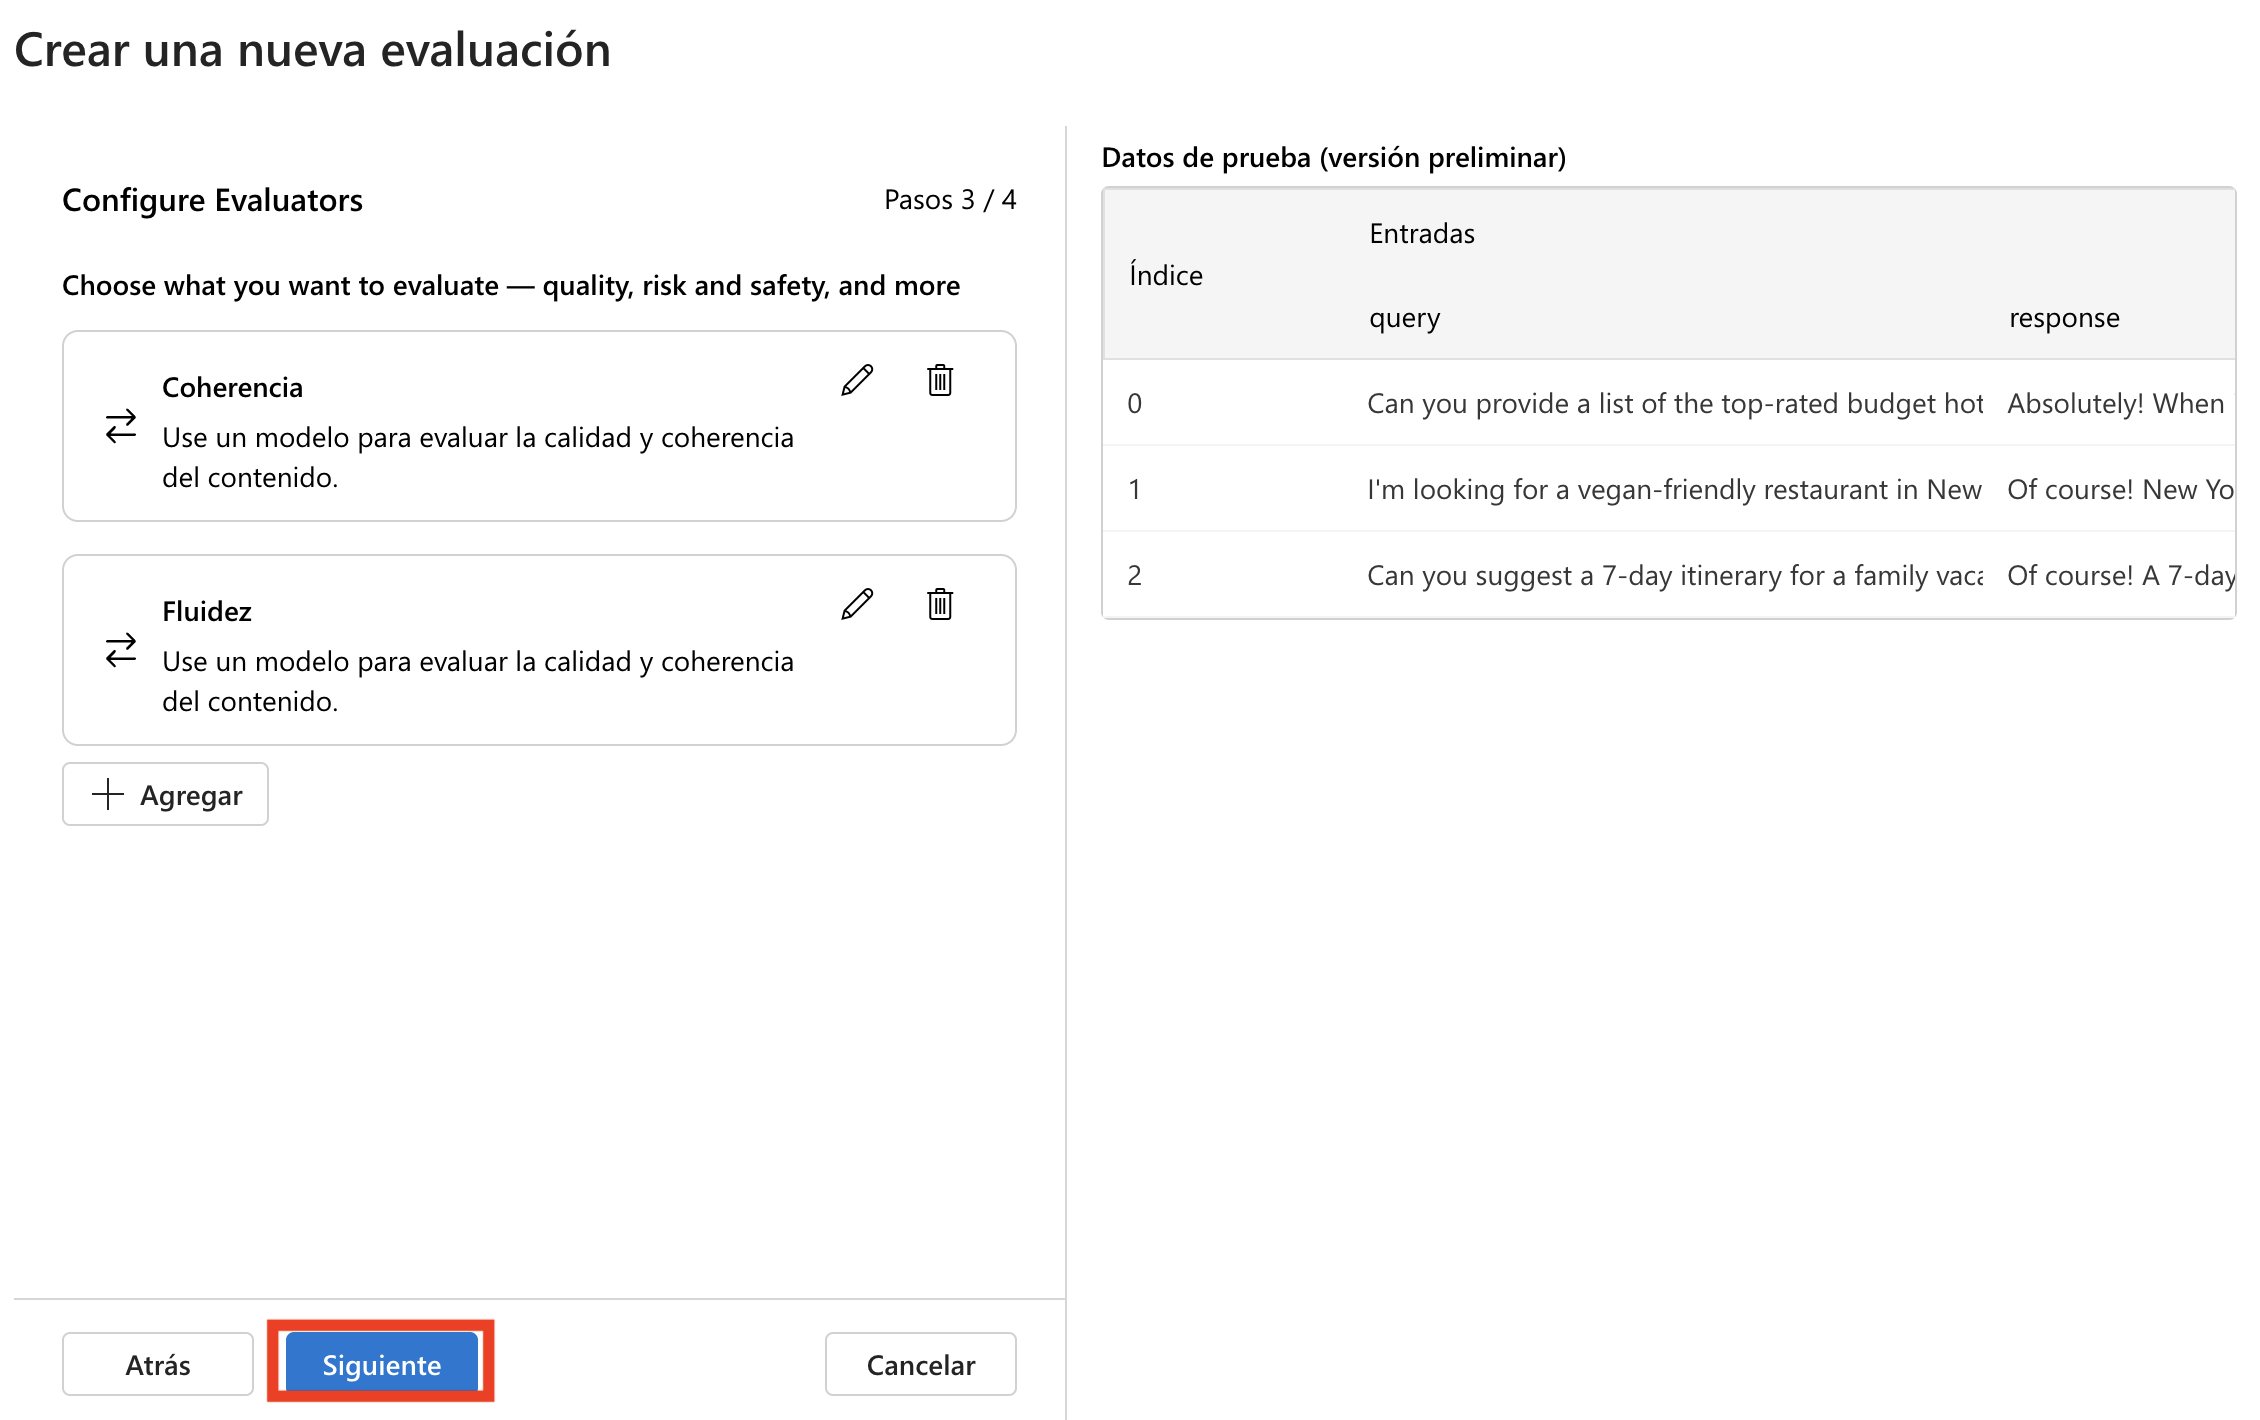 Crear una nueva evaluación
Configure Evaluators
Pasos 3 / 4
Choose what you want to evaluate — quality, risk and safety, and more
Coherencia
Use un modelo para evaluar la calidad y coherencia
del contenido.
Fluidez
Use un modelo para evaluar la calidad y coherencia
del contenido.
Agregar
Atrás
Siguiente
Cancelar
Datos de prueba (versión preliminar)
Entradas
Índice
query
response
0
Can you provide a list of the top-rated budget hot
Absolutely! When
1
I'm looking for a vegan-friendly restaurant in New
Of course! New Yo
2
Can you suggest a 7-day itinerary for a family vaca
Of course! A 7-day